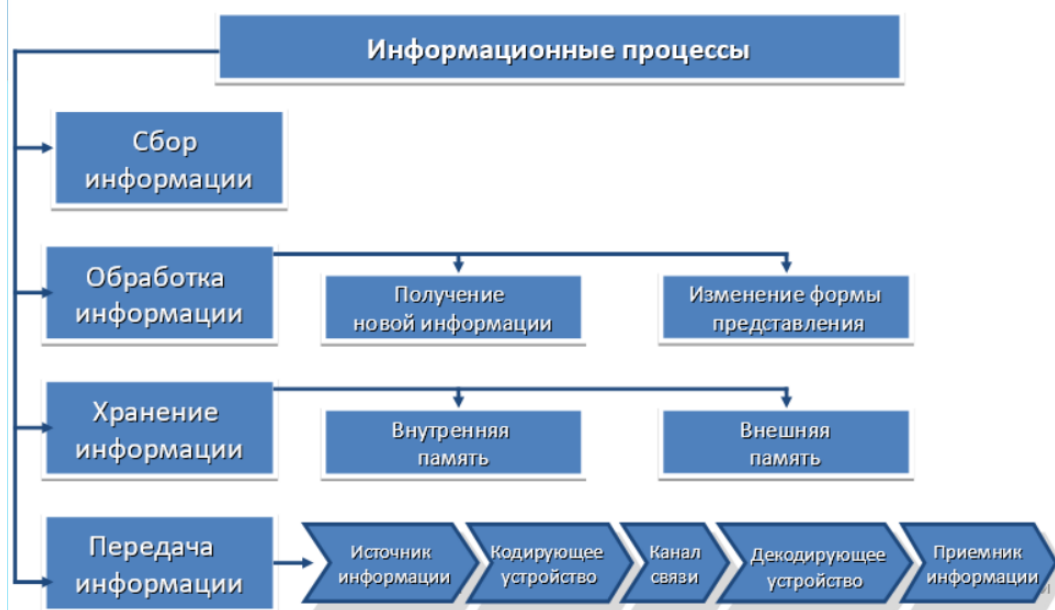 Информационные процессы
Сбор
информации
Обработка
информации
Получение
новой информации
Изменение формы
представления
Хранение
информации
Внутренняя
память
Внешняя
память
Передача
информации
Источник
информации
Кодирующее
устройство
Канал
связи
Декодирующее
устройство
Приемник
информации